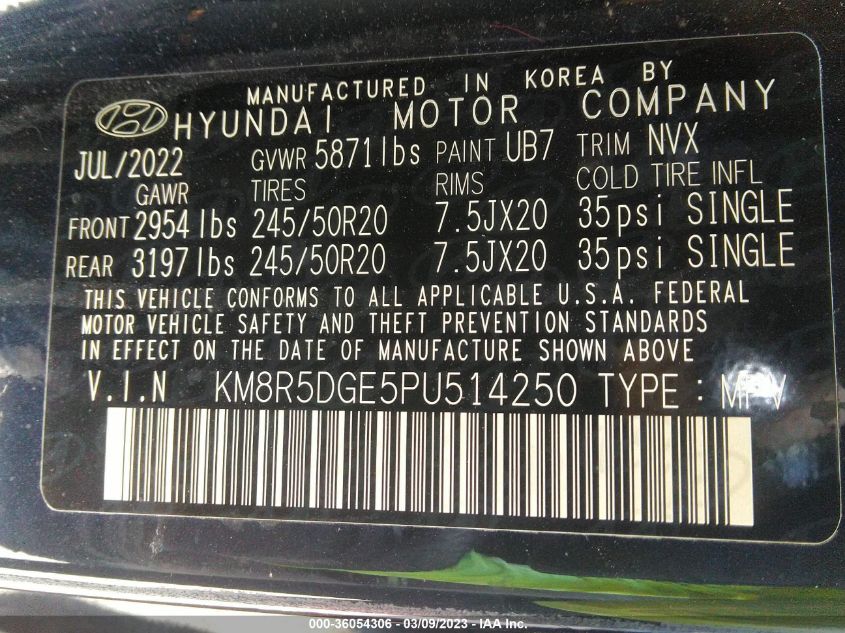 MANUFACTURED IN KOREA BY
HYUNDAI MOTOR COMPANY
JUL/2022 GVWR 5871lbs PAINT UB7 TRIM NVX
GAWR TIRES RIMS COLD TIRE INFL
FRONT 2954lbs 245/50R20 7.5JX20 35psi SINGLE
REAR 3197lbs 245/50R20 7.5JX20 35psi SINGLE
THIS VEHICLE CONFORMS TO ALL APPLICABLE U.S.A. FEDERAL
MOTOR VEHICLE SAFETY AND THEFT PREVENTION STANDARDS
IN EFFECT ON THE DATE OF MANUFACTURE SHOWN ABOVE.
V.I.N KM8R5DGE5PU514250 TYPE : MPV
000-36054306 - 03/09/2023 - IAA Inc.